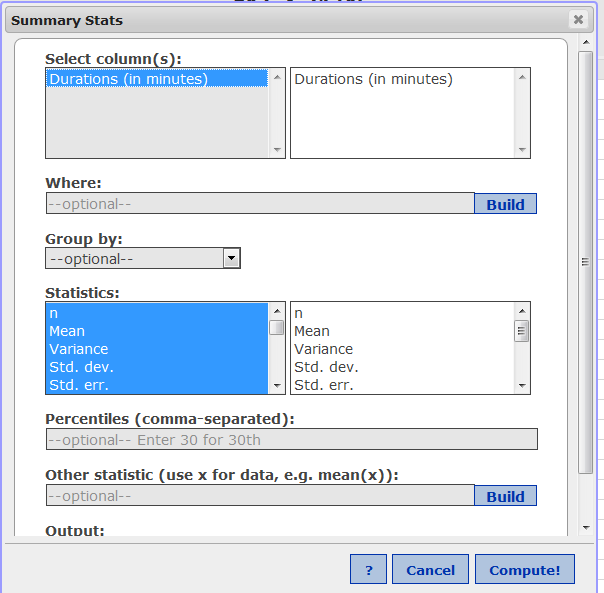 Summary Stats
Select column(s):
Durations (in minutes) Durations (in minutes)
Where:
--optional-- Build
Group by:
--optional--
Statistics:
n n
Mean Mean
Variance Variance
Std. dev. Std. dev.
Std. err. Std. err.
Percentiles (comma-separated):
--optional-- Enter 30 for 30th
Other statistic (use x for data, e.g. mean(x)):
--optional-- Build
Output:
? Cancel Compute!